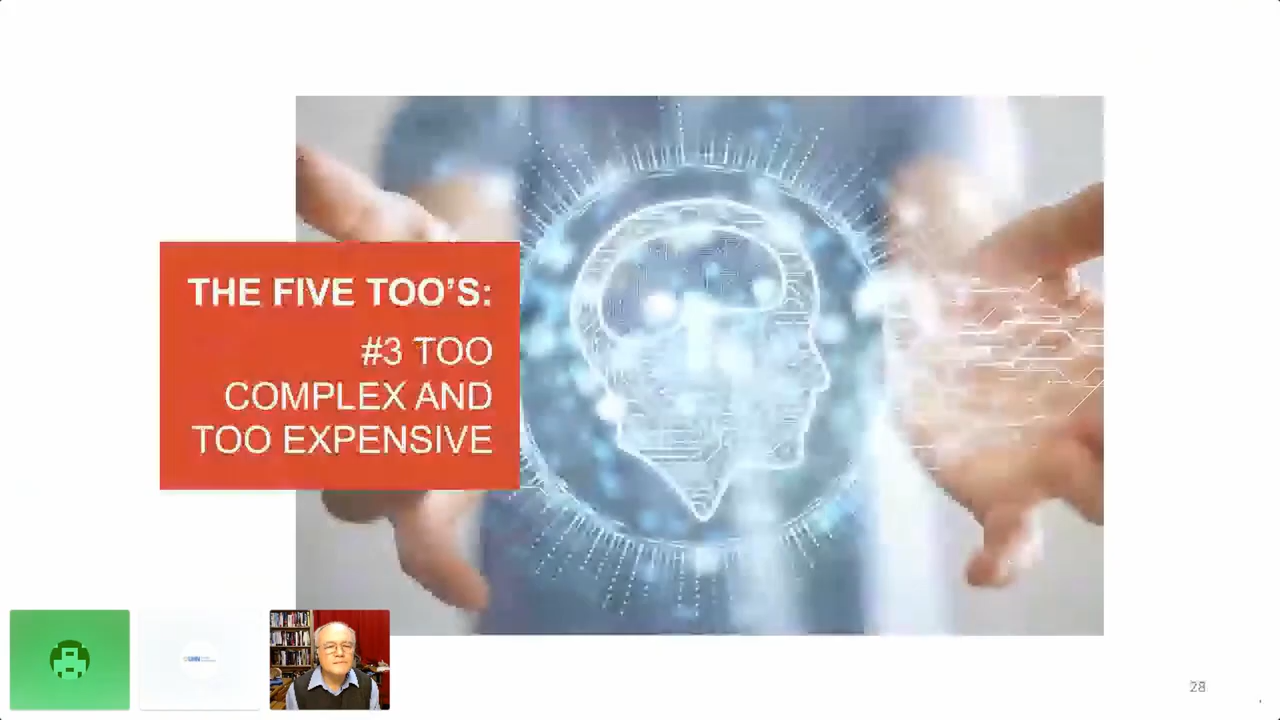 THE FIVE TOO'S:
#3 TOO
COMPLEX AND
TOO EXPENSIVE
28